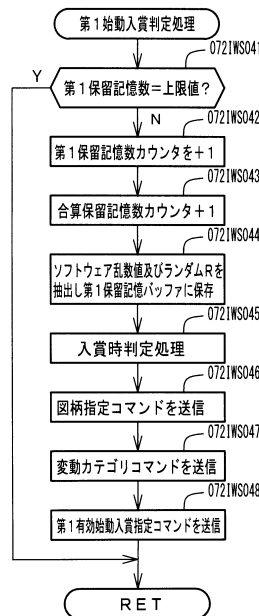 第1始動入賞判定処理
072IWS041
Y
第1保留記憶数=上限値?
N
072IWS042
第1保留記憶数カウンタを+1
072IWS043
合算保留記憶数カウンタ+1
072IWS044
ソフトウェア乱数値及びランダムRを
抽出し第1保留記憶バッファに保存
072IWS045
入賞時判定処理
072IWS046
図柄指定コマンドを送信
072IWS047
変動カテゴリコマンドを送信
072IWS048
第1有効始動入賞指定コマンドを送信
RET